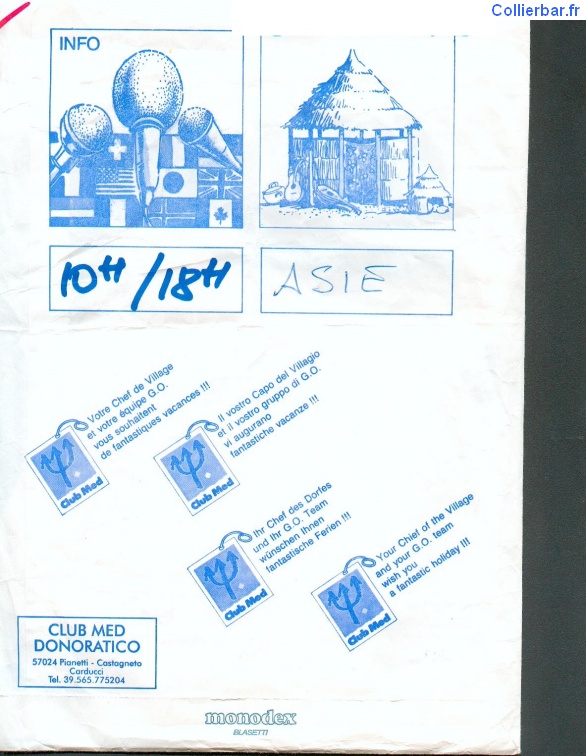 Collierbar.fr
INFO
10H/18H
ASIE
Votre Chef de Village
et votre équipe G.O.
vous souhaitent
de fantastiques vacances !!!
Club Med
Il vostro Capo del Villagio
et il vostro gruppo di G.O.
vi augurano
fantastiche vacanze !!!
Club Med
Ihr Chef des Dorfes
und Ihr G.O. Team
wünschen Ihnen
fantastische Ferien !!!
Club Med
Your Chief of the Village
and your G.O. team
wish you
a fantastic holiday !!!
Club Med
CLUB MED
DONORATICO
57024 Pianetti - Castagneto
Carducci
Tel. 39.565.775204
monodex
BLASETTI